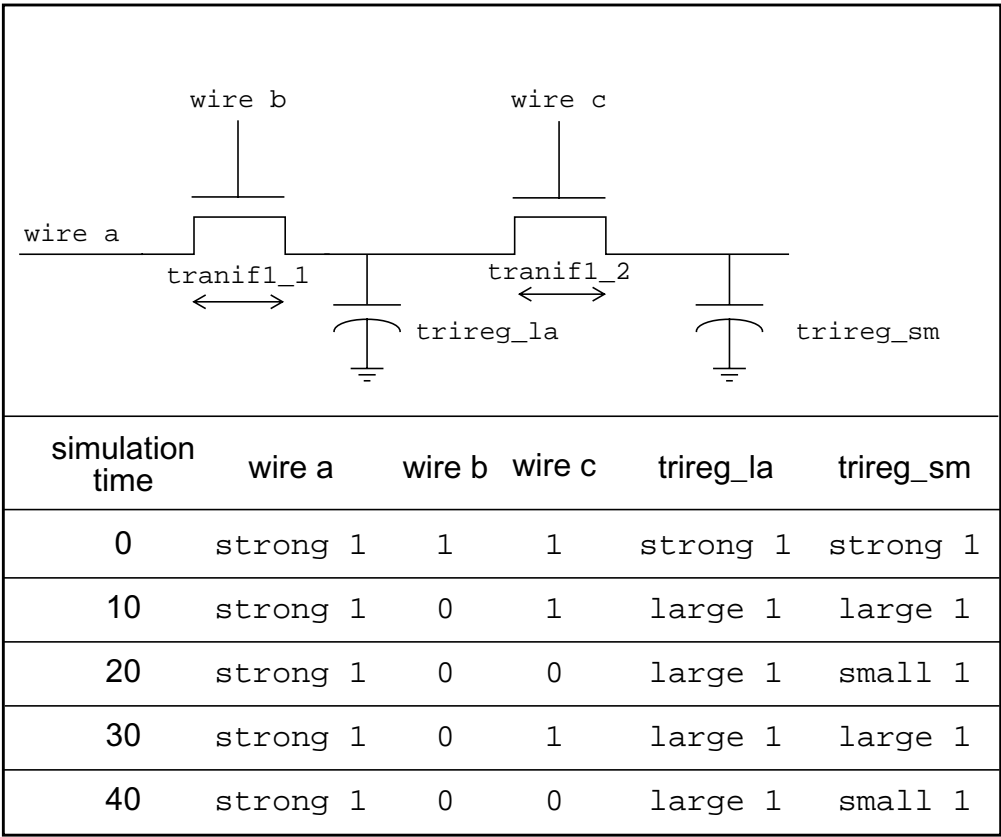 wire b wire c
wire a
tranif1_1 tranif1_2
trireg_la trireg_sm
simulation time wire a wire b wire c trireg_la trireg_sm
0 strong 1 1 1 strong 1 strong 1
10 strong 1 0 1 large 1 large 1
20 strong 1 0 0 large 1 small 1
30 strong 1 0 1 large 1 large 1
40 strong 1 0 0 large 1 small 1